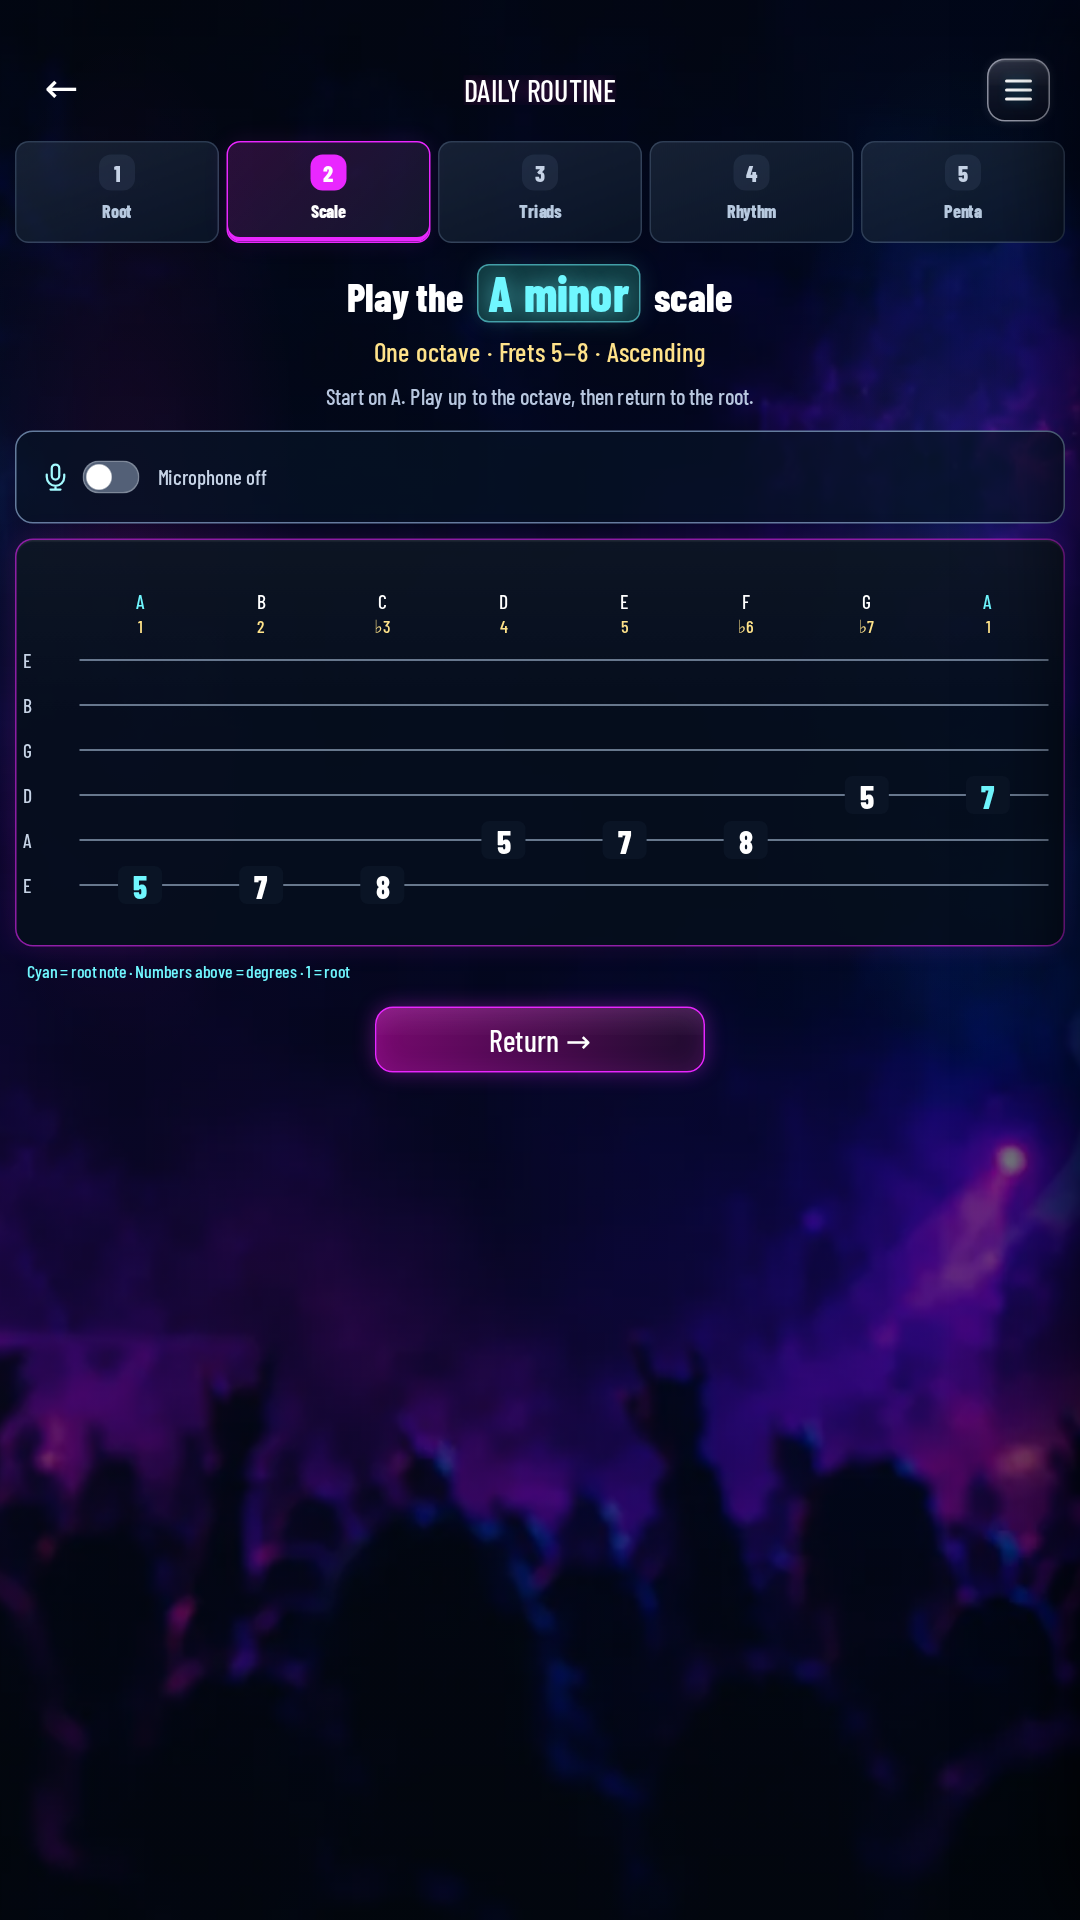 ← DAILY ROUTINE
1 2 3 4 5
Root Scale Triads Rhythm Penta
Play the A minor scale
One octave · Frets 5–8 · Ascending
Start on A. Play up to the octave, then return to the root.
Microphone off
A B C D E F G A
1 2 ♭3 4 5 ♭6 ♭7 1
E
B
G
D 5 7
A 5 7 8
E 5 7 8
Cyan = root note · Numbers above = degrees · 1 = root
Return →